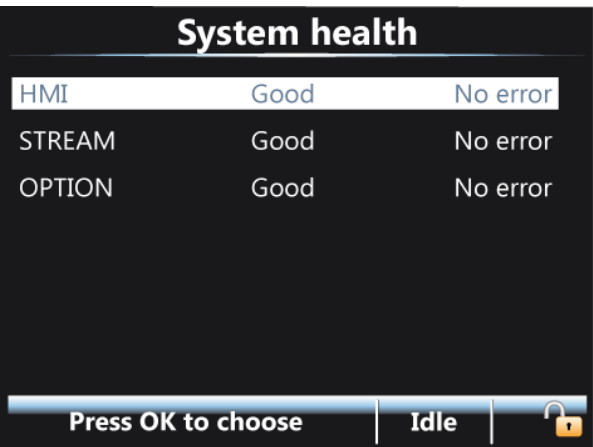 System health
HMI Good No error
STREAM Good No error
OPTION Good No error
Press OK to choose Idle